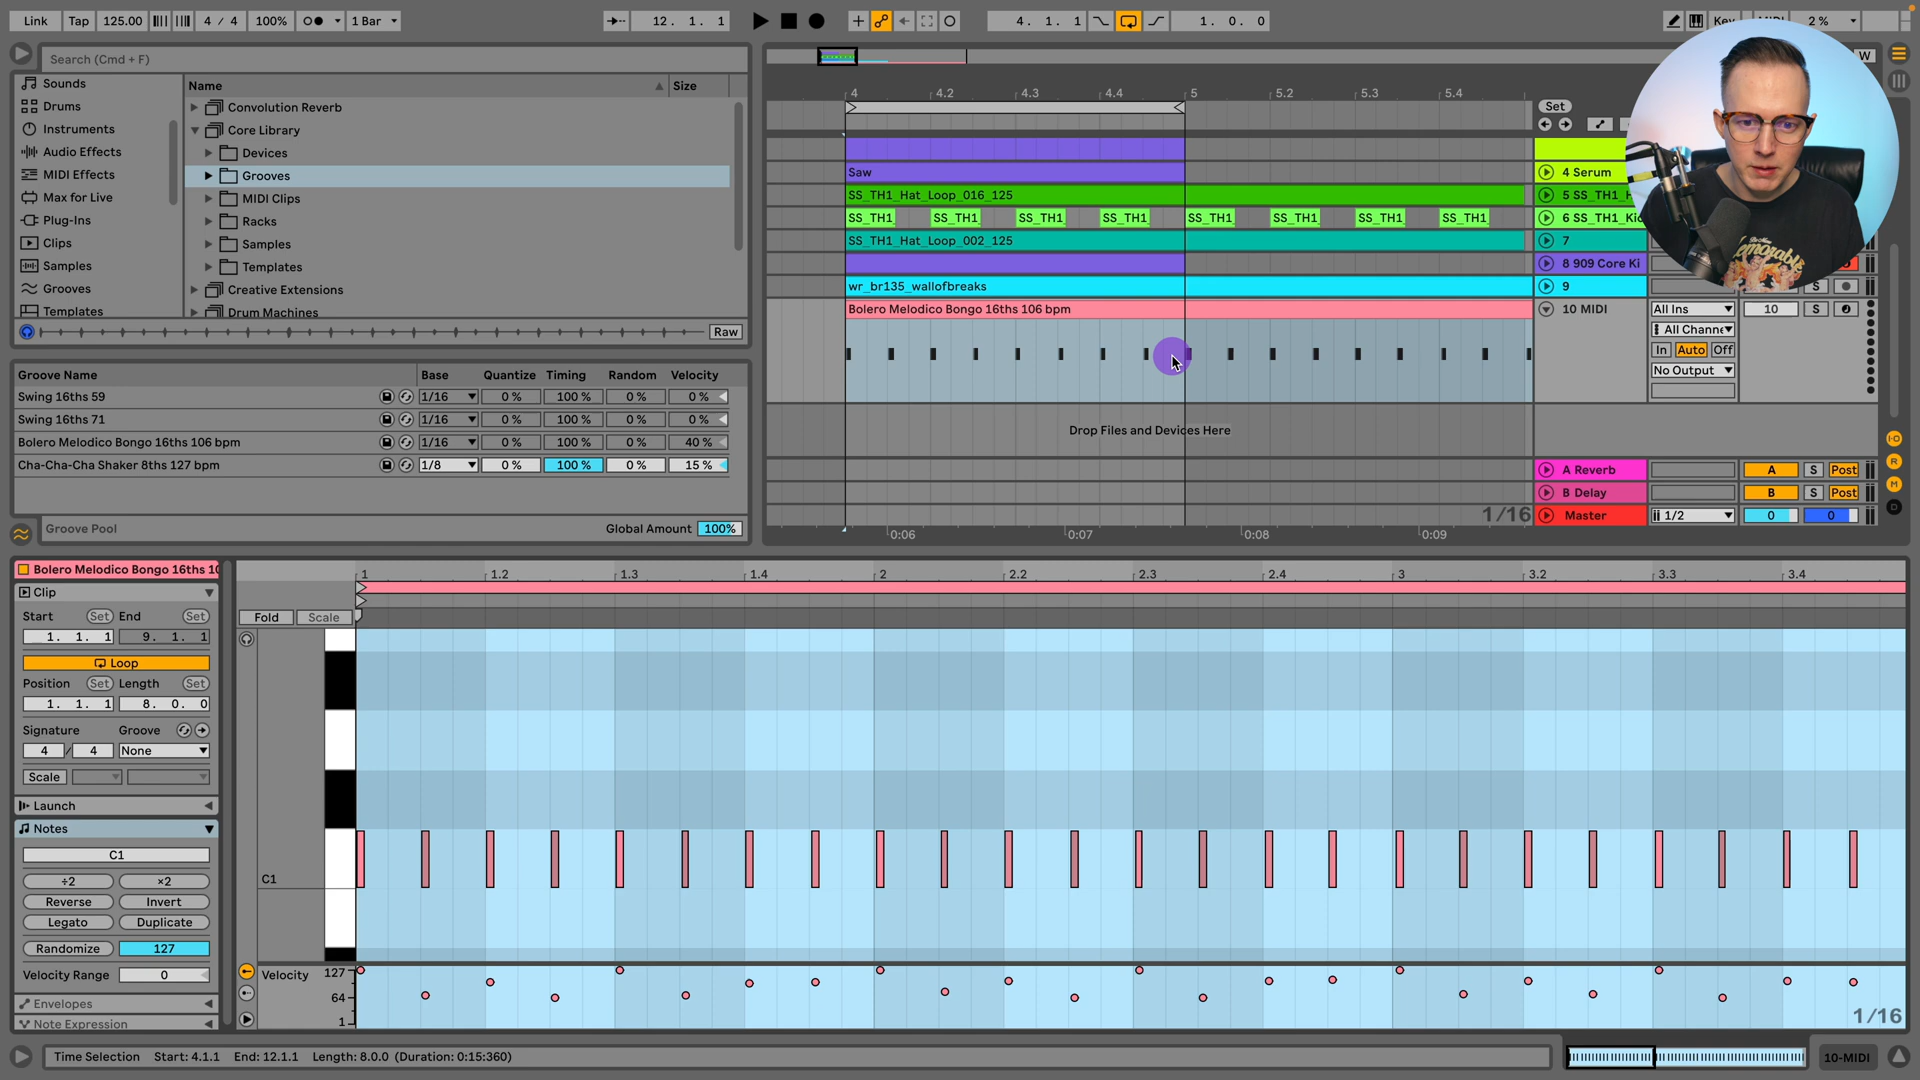 Link Tap 125.00 4 / 4 100% 1 Bar 12. 1. 1 4. 1. 1 1. 0. 0 Key MIDI 2 %
Search (Cmd + F)
Sounds
Drums
Instruments
Audio Effects
MIDI Effects
Max for Live
Plug-Ins
Clips
Samples
Grooves
Templates
Name Size
Convolution Reverb
Core Library
Devices
Grooves
MIDI Clips
Racks
Samples
Templates
Creative Extensions
Drum Machines
Raw
Groove Name Base Quantize Timing Random Velocity
Swing 16ths 59 1/16 0 % 100 % 0 % 0 %
Swing 16ths 71 1/16 0 % 100 % 0 % 0 %
Bolero Melodico Bongo 16ths 106 bpm 1/16 0 % 100 % 0 % 40 %
Cha-Cha-Cha Shaker 8ths 127 bpm 1/8 0 % 100 % 0 % 15 %
Groove Pool Global Amount 100%
W
4 4.2 4.3 4.4 5 5.2 5.3 5.4
Set
Saw 4 Serum
SS_TH1_Hat_Loop_016_125 5 SS_TH1_H
SS_TH1 SS_TH1 SS_TH1 SS_TH1 SS_TH1 SS_TH1 SS_TH1 SS_TH1 6 SS_TH1_Kic
SS_TH1_Hat_Loop_002_125 7
8 909 Core Ki
wr_br135_wallofbreaks 9 S
Bolero Melodico Bongo 16ths 106 bpm 10 MIDI All Ins 10 S
All Channe
In Auto Off
No Output
Drop Files and Devices Here
A Reverb A S Post
B Delay B S Post
1/16 Master 1/2 0 0
0:06 0:07 0:08 0:09
I·O
R
M
D
Bolero Melodico Bongo 16ths 10
Clip
Start Set End Set
1. 1. 1 9. 1. 1
Loop
Position Set Length Set
1. 1. 1 8. 0. 0
Signature Groove
4 / 4 None
Scale
Launch
Notes
C1
÷2 ×2
Reverse Invert
Legato Duplicate
Randomize 127
Velocity Range 0
Envelopes
Note Expression
1 1.2 1.3 1.4 2 2.2 2.3 2.4 3 3.2 3.3 3.4
Fold Scale
C1
Velocity 127
64
1
1/16
Time Selection Start: 4.1.1 End: 12.1.1 Length: 8.0.0 (Duration: 0:15:360)
10-MIDI